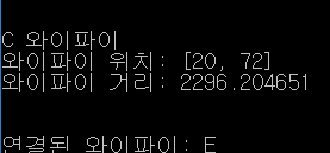 C 와이파이
와이파이 위치: [20, 72]
와이파이 거리: 2296.204651
연결된 와이파이: E